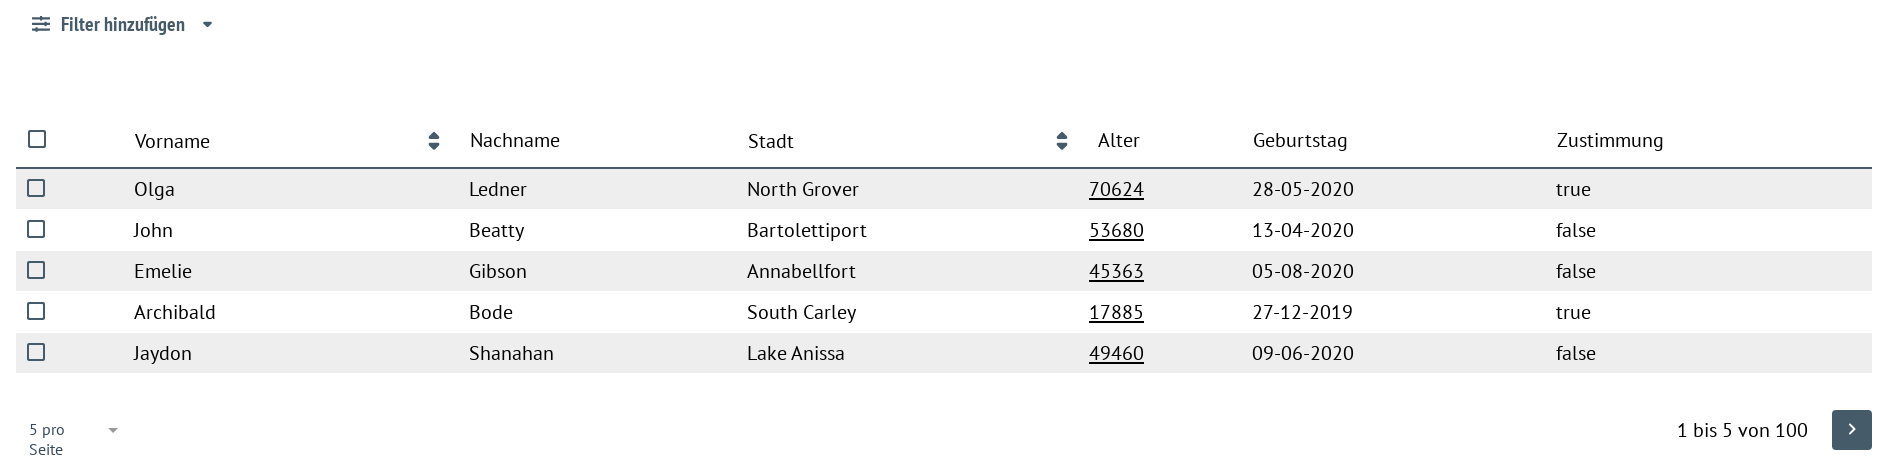 Filter hinzufügen
Vorname Nachname Stadt Alter Geburtstag Zustimmung
Olga Ledner North Grover 70624 28-05-2020 true
John Beatty Bartolettiport 53680 13-04-2020 false
Emelie Gibson Annabellfort 45363 05-08-2020 false
Archibald Bode South Carley 17885 27-12-2019 true
Jaydon Shanahan Lake Anissa 49460 09-06-2020 false
5 pro
Seite
1 bis 5 von 100